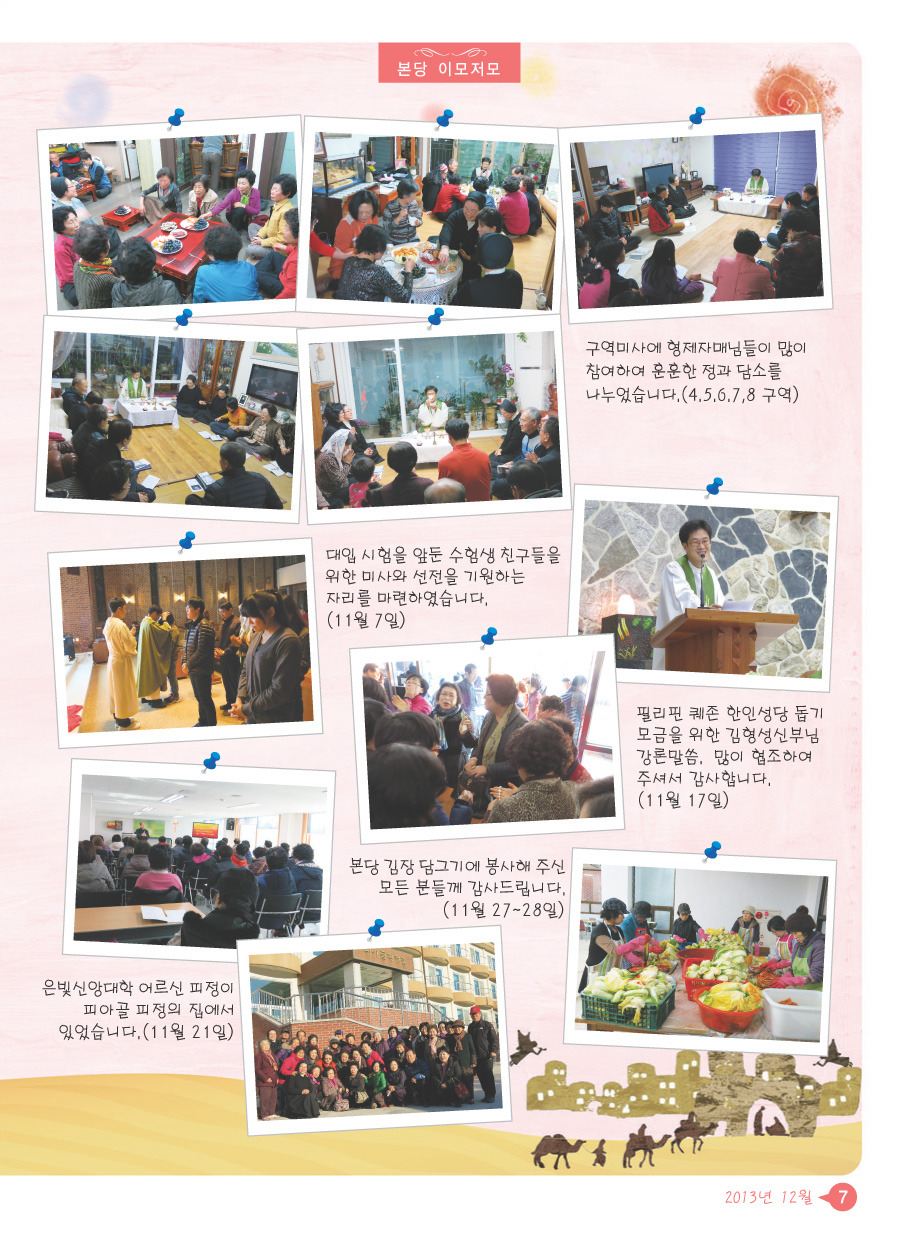 본당 이모저모
구역미사에 형제자매님들이 많이
참여하여 훈훈한 정과 담소를
나누었습니다.(4,5,6,7,8 구역)
대입 시험을 앞둔 수험생 친구들을
위한 미사와 선전을 기원하는
자리를 마련하였습니다.
(11월 7일)
필리핀 퀘존 한인성당 돕기
모금을 위한 김형성신부님
강론말씀. 많이 협조하여
주셔서 감사합니다.
(11월 17일)
본당 김장 담그기에 봉사해 주신
모든 분들께 감사드립니다.
(11월 27~28일)
은빛신앙대학 어르신 피정이
피아골 피정의 집에서
있었습니다.(11월 21일)
2013년 12월 7